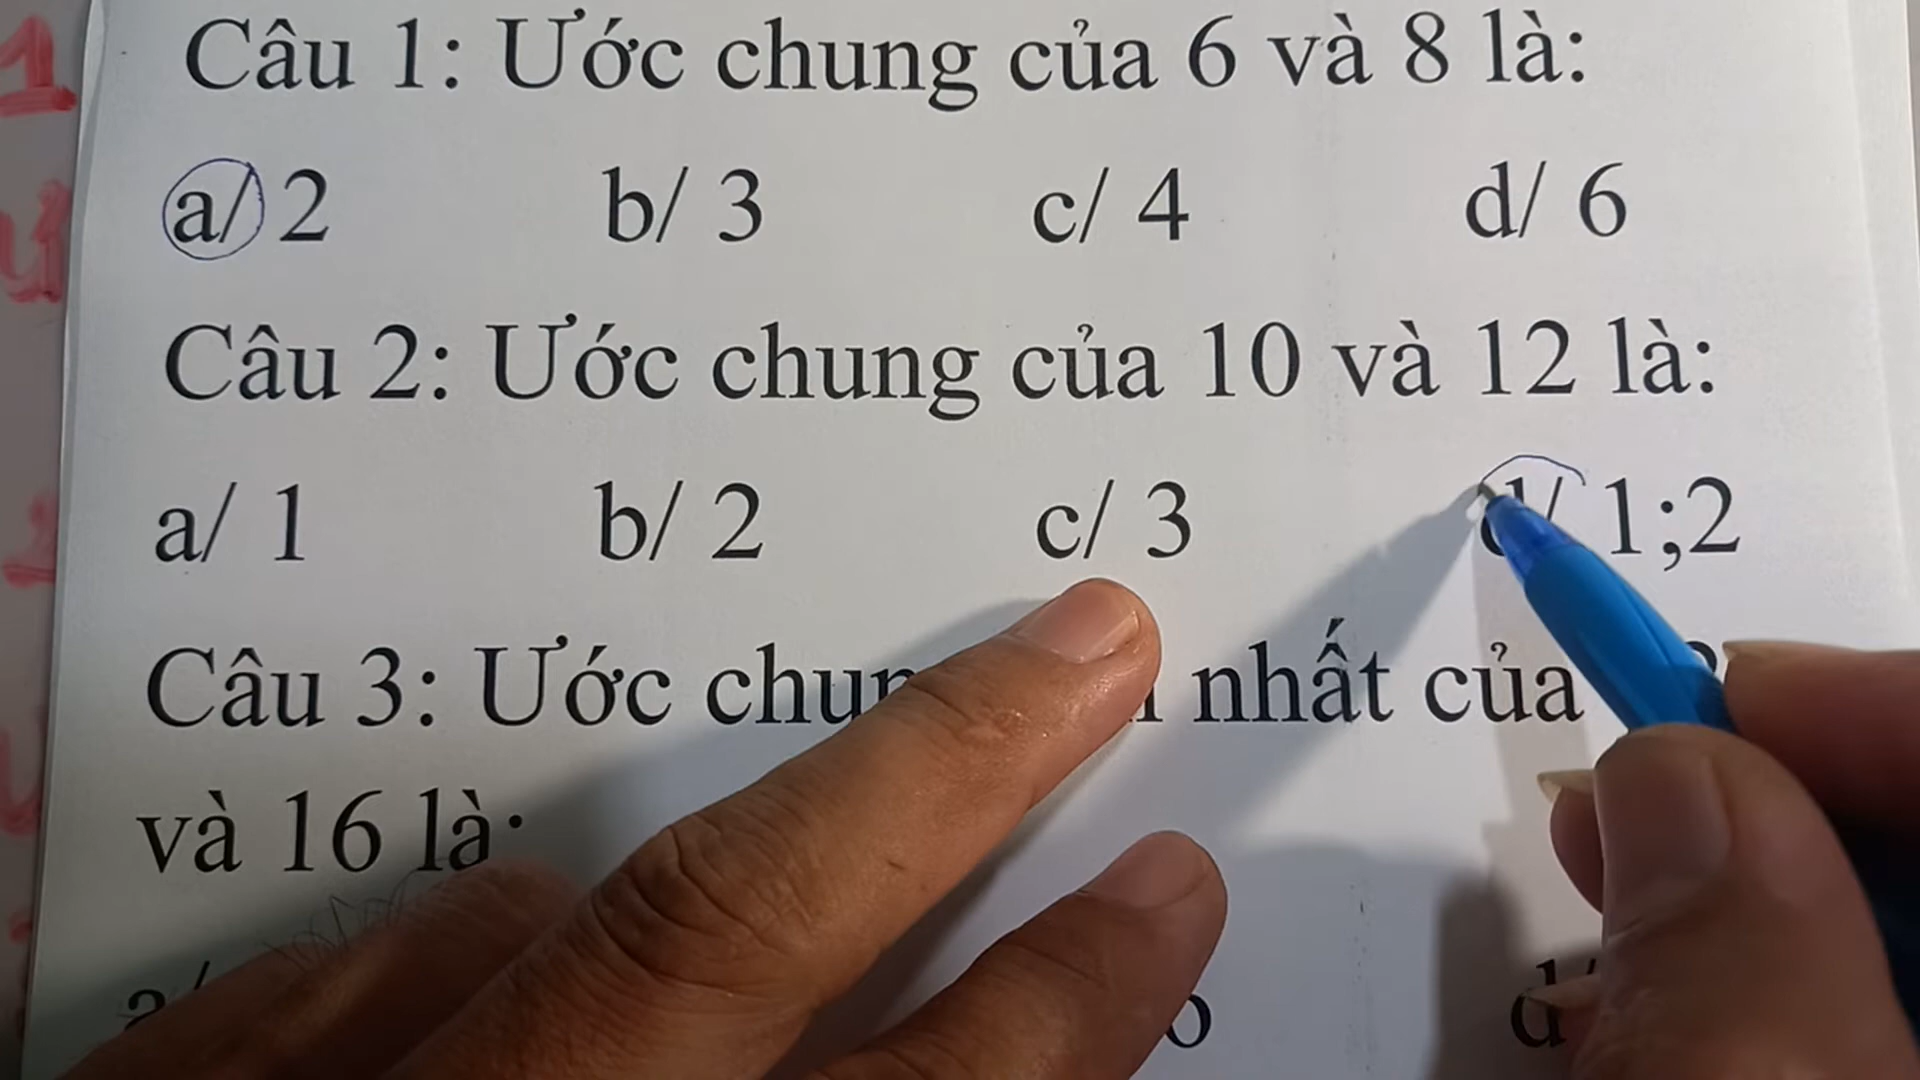 Câu 1: Ước chung của 6 và 8 là:
a/ 2 b/ 3 c/ 4 d/ 6
Câu 2: Ước chung của 10 và 12 là:
a/ 1 b/ 2 c/ 3 d/ 1;2
Câu 3: Ước nhất của
và 16 là: